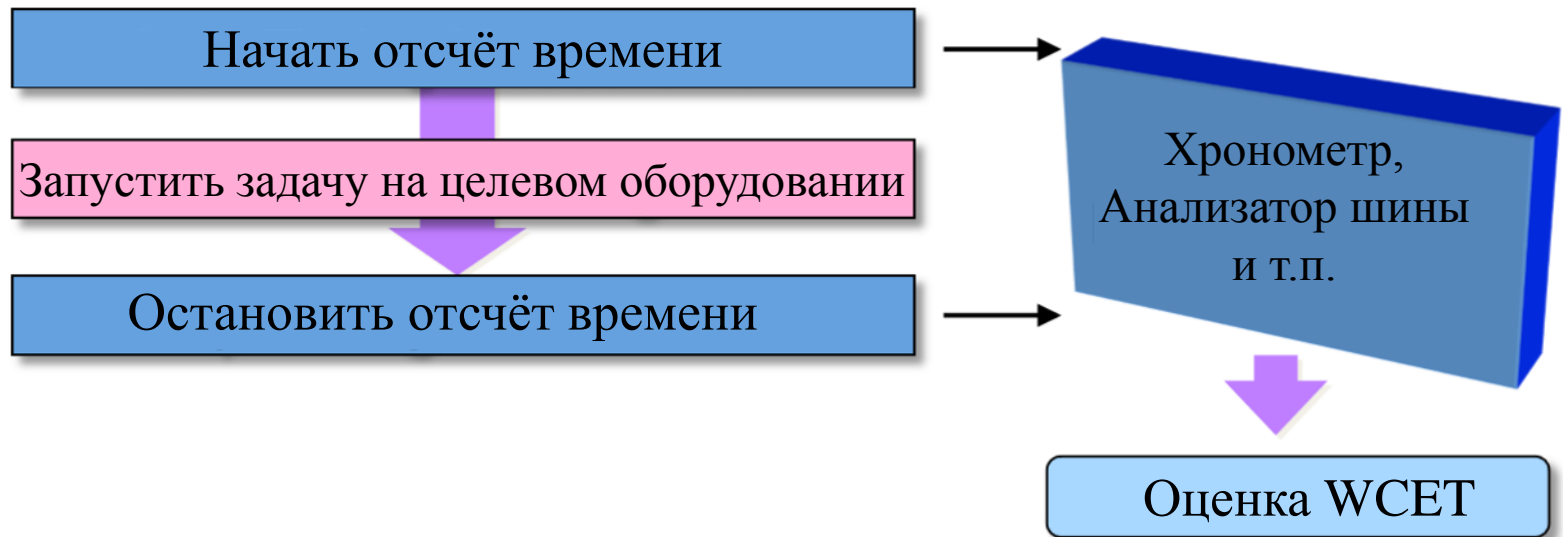 Начать отсчёт времени
Запустить задачу на целевом оборудовании
Остановить отсчёт времени
Хронометр,
Анализатор шины
и т.п.
Оценка WCET